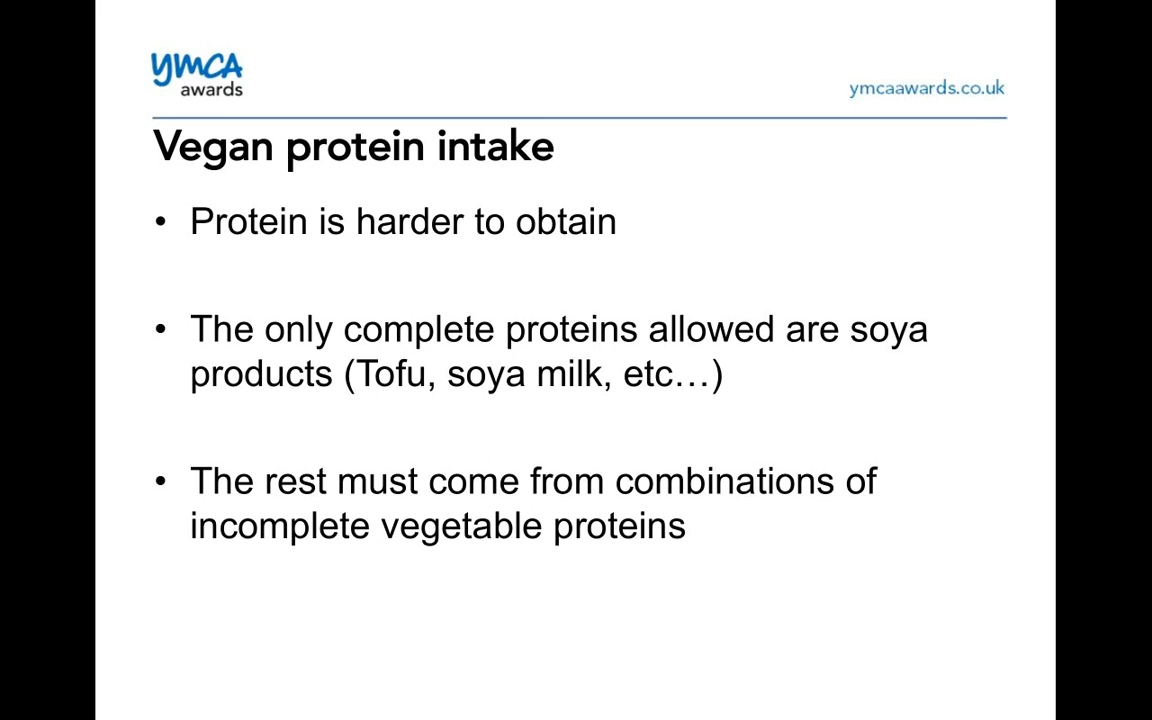 ymca
awards
ymcaawards.co.uk
Vegan protein intake
• Protein is harder to obtain
• The only complete proteins allowed are soya
products (Tofu, soya milk, etc…)
• The rest must come from combinations of
incomplete vegetable proteins